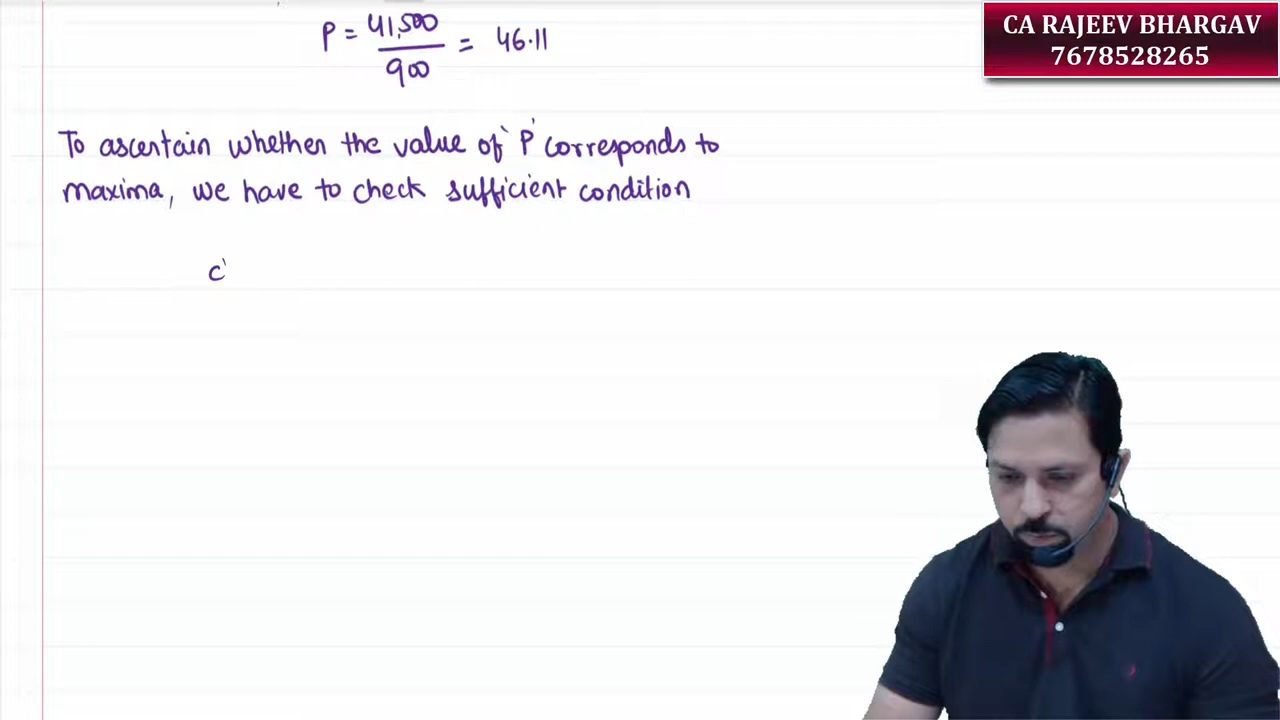 CA RAJEEV BHARGAV
7678528265
P = 41,500 / 900 = 46.11
To ascertain whether the value of 'P' corresponds to
maxima, we have to check sufficient condition
c'